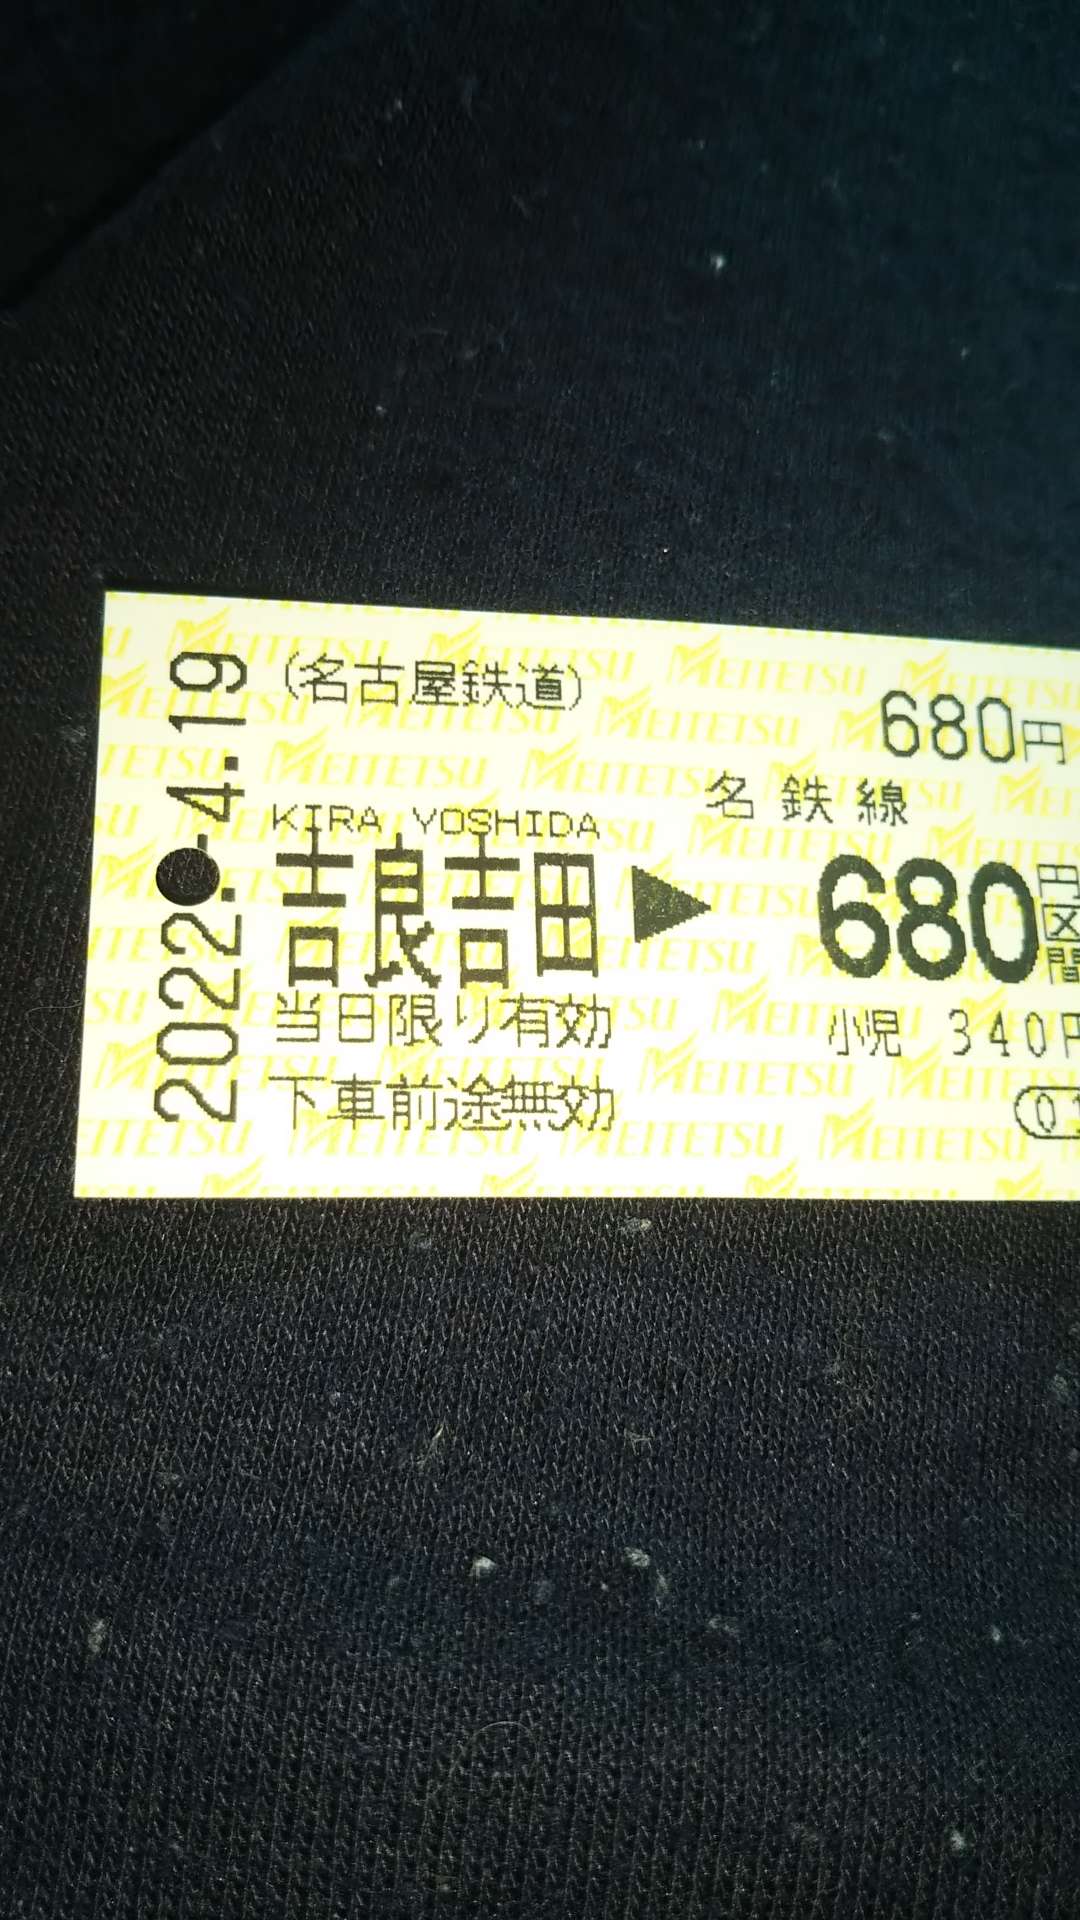 2022.-4.19
(名古屋鉄道)
680円
名鉄線
KIRA YOSHIDA
吉良吉田▶
680円区間
当日限り有効
小児 340円
下車前途無効
01
MEITETSU